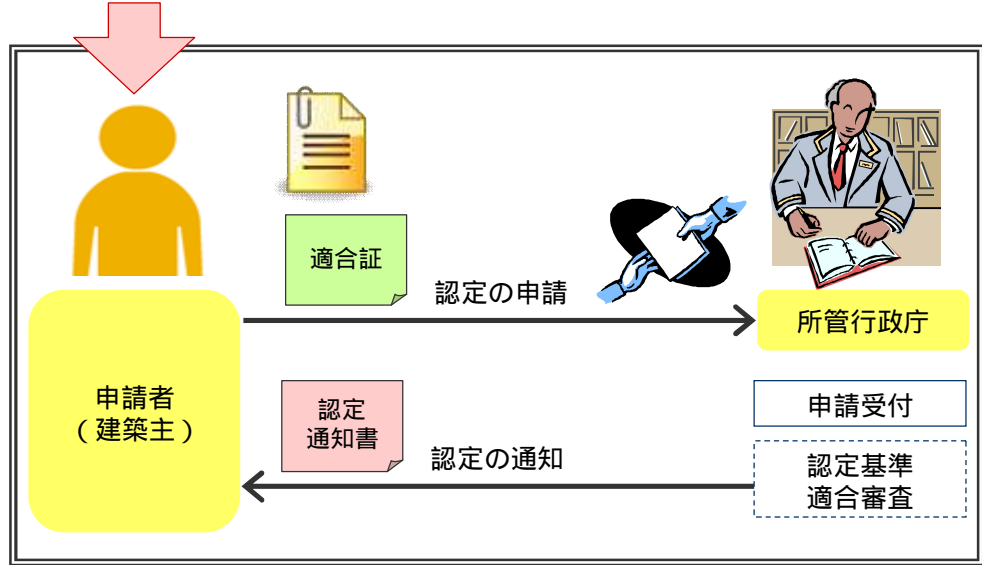 適合証
認定の申請
所管行政庁
申請者
（建築主）
認定
通知書
認定の通知
申請受付
認定基準
適合審査